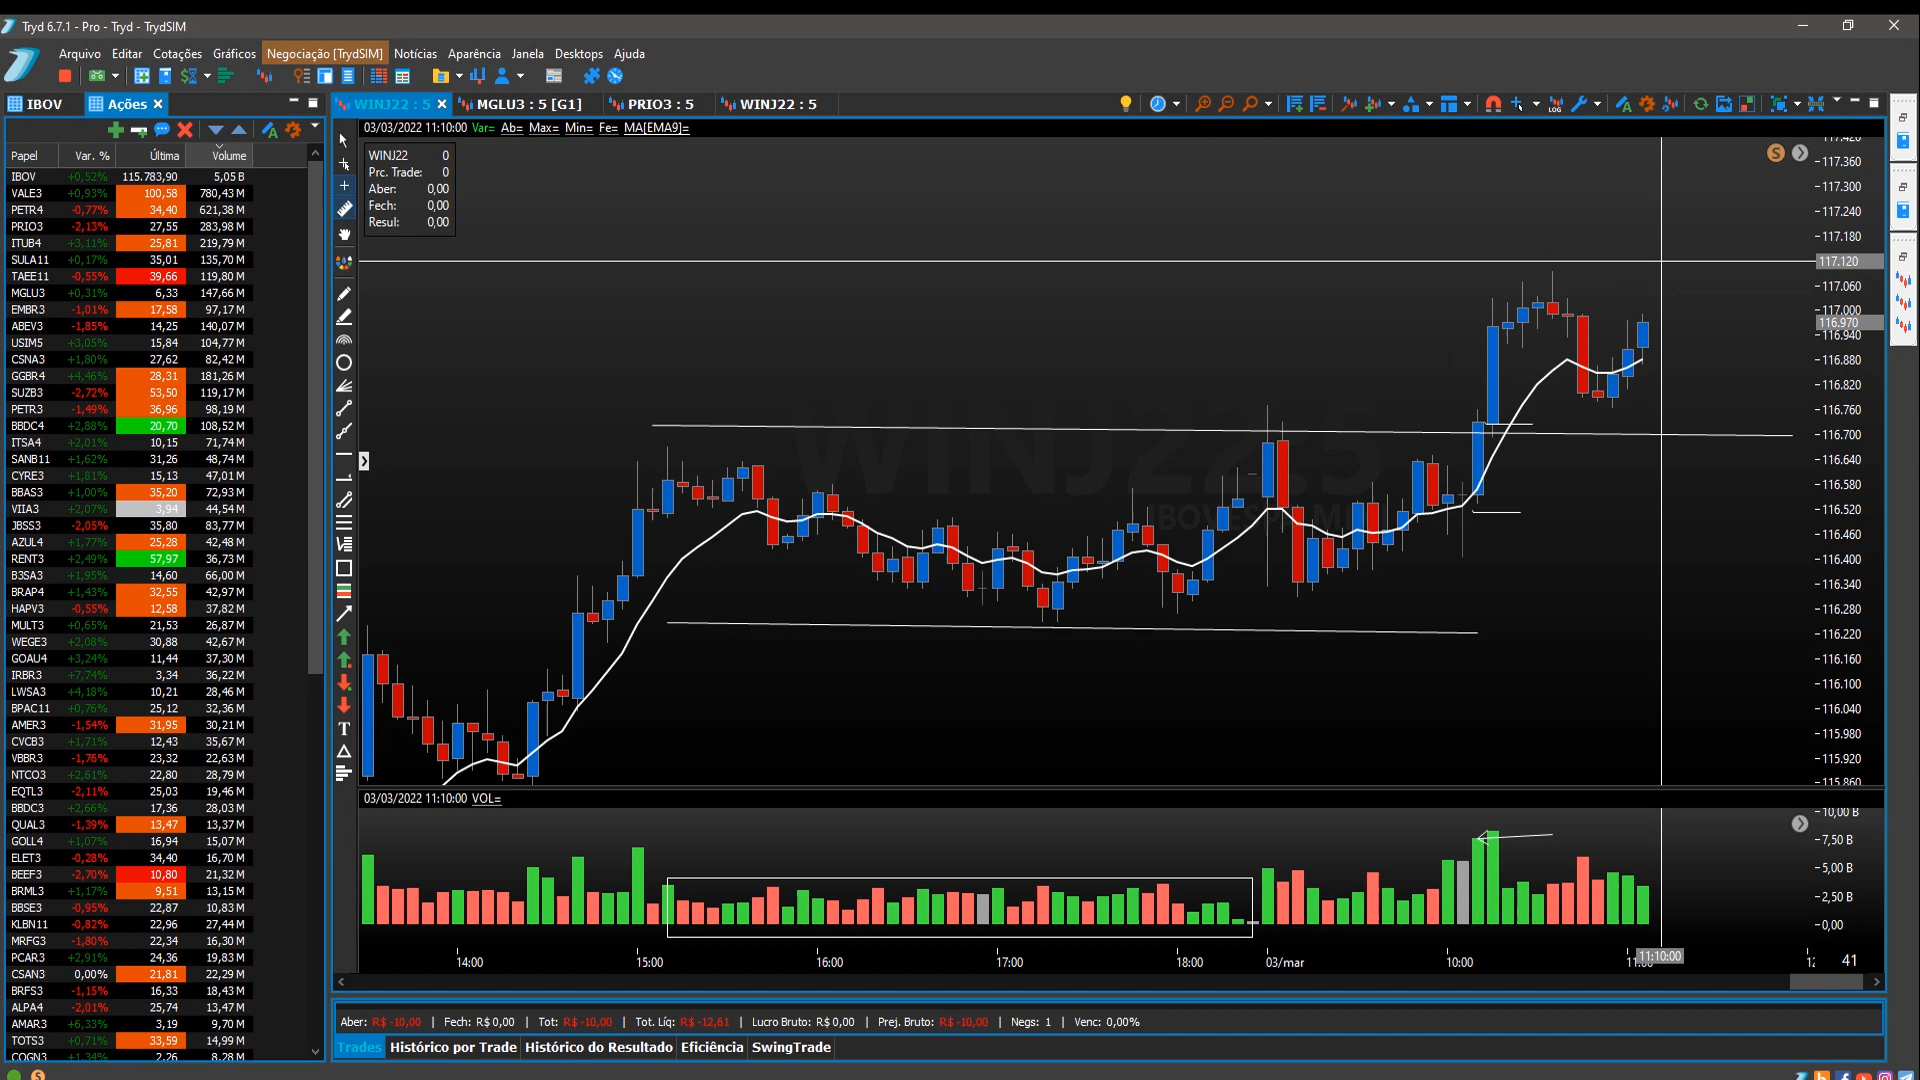 Tryd 6.7.1 - Pro - Tryd - TrydSIM
Arquivo Editar Cotações Gráficos Negociação [TrydSIM] Notícias Aparência Janela Desktops Ajuda
IBOV Ações
WINJ22 : 5 MGLU3 : 5 [G1] PRIO3 : 5 WINJ22 : 5
Papel Var. % Última Volume
IBOV +0,52% 115.783,90 5,05 B
VALE3 +0,93% 100,58 780,43 M
PETR4 -0,77% 34,40 621,38 M
PRIO3 -2,13% 27,55 283,98 M
ITUB4 +3,11% 25,81 219,79 M
SULA11 +0,17% 35,01 135,70 M
TAEE11 -0,55% 39,66 119,80 M
MGLU3 +0,31% 6,33 147,66 M
EMBR3 -1,01% 17,58 97,17 M
ABEV3 -1,85% 14,25 140,07 M
USIM5 +3,05% 15,84 104,77 M
CSNA3 +1,80% 27,62 82,42 M
GGBR4 +4,46% 28,31 181,26 M
SUZB3 -2,72% 53,50 119,17 M
PETR3 -1,49% 36,96 98,19 M
BBDC4 +2,88% 20,70 108,52 M
ITSA4 +2,01% 10,15 71,74 M
SANB11 +1,62% 31,26 48,74 M
CYRE3 +1,81% 15,13 47,01 M
BBAS3 +1,00% 35,20 72,93 M
VIIA3 +2,07% 3,94 44,54 M
JBSS3 -2,05% 35,80 83,77 M
AZUL4 +1,77% 25,28 42,48 M
RENT3 +2,49% 57,97 36,73 M
B3SA3 +1,95% 14,60 66,00 M
BRAP4 +1,43% 32,55 42,97 M
HAPV3 -0,55% 12,58 37,82 M
MULT3 +0,65% 21,53 26,87 M
WEGE3 +2,08% 30,88 42,67 M
GOAU4 +3,24% 11,44 37,30 M
IRBR3 +7,74% 3,34 36,22 M
LWSA3 +4,18% 10,21 28,46 M
BPAC11 +0,76% 25,12 32,36 M
AMER3 -1,54% 31,95 30,21 M
CVCB3 +1,71% 12,43 35,67 M
VBBR3 -1,76% 23,32 22,63 M
NTCO3 +2,61% 22,80 28,79 M
EQTL3 -2,11% 25,03 19,46 M
BBDC3 +2,66% 17,36 28,03 M
QUAL3 -1,39% 13,47 13,37 M
GOLL4 +1,07% 16,94 15,07 M
ELET3 -0,28% 34,40 16,70 M
BEEF3 -2,70% 10,80 21,32 M
BRML3 +1,17% 9,51 13,15 M
BBSE3 -0,95% 22,87 10,83 M
KLBN11 -0,82% 22,96 27,44 M
MRFG3 -1,80% 22,34 16,30 M
PCAR3 +2,91% 24,36 19,83 M
CSAN3 0,00% 21,81 22,29 M
BRFS3 -1,15% 16,33 18,43 M
ALPA4 -2,01% 25,74 13,47 M
AMAR3 +6,33% 3,19 9,70 M
TOTS3 +0,71% 33,59 14,99 M
COGN3 +1,34% 2,26 8,28 M
03/03/2022 11:10:00 Var= Ab= Max= Min= Fe= MA[EMA9]=
WINJ22 0
Prc. Trade: 0
Aber: 0,00
Fech: 0,00
Resul: 0,00
WINJ22:5
117.420
117.360
117.300
117.240
117.180
117.120
117.060
117.000
116.970
116.940
116.880
116.820
116.760
116.700
116.640
116.580
116.520
116.460
116.400
116.340
116.280
116.220
116.160
116.100
116.040
115.980
115.920
115.860
03/03/2022 11:10:00 VOL=
10,00 B
7,50 B
5,00 B
2,50 B
0,00
14:00 15:00 16:00 17:00 18:00 03/mar 10:00 11:10:00 41
Aber: R$ -10,00 | Fech: R$ 0,00 | Tot: R$ -10,00 | Tot. Líq: R$ -12,61 | Lucro Bruto: R$ 0,00 | Prej. Bruto: R$ -10,00 | Negs: 1 | Venc: 0,00%
Trades Histórico por Trade Histórico do Resultado Eficiência SwingTrade